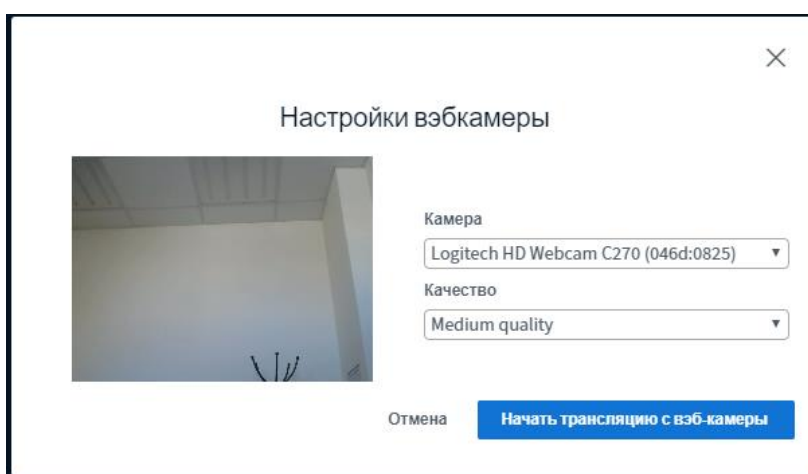 Настройки вэбкамеры
Камера
Logitech HD Webcam C270 (046d:0825)
Качество
Medium quality
Отмена
Начать трансляцию с вэб-камеры